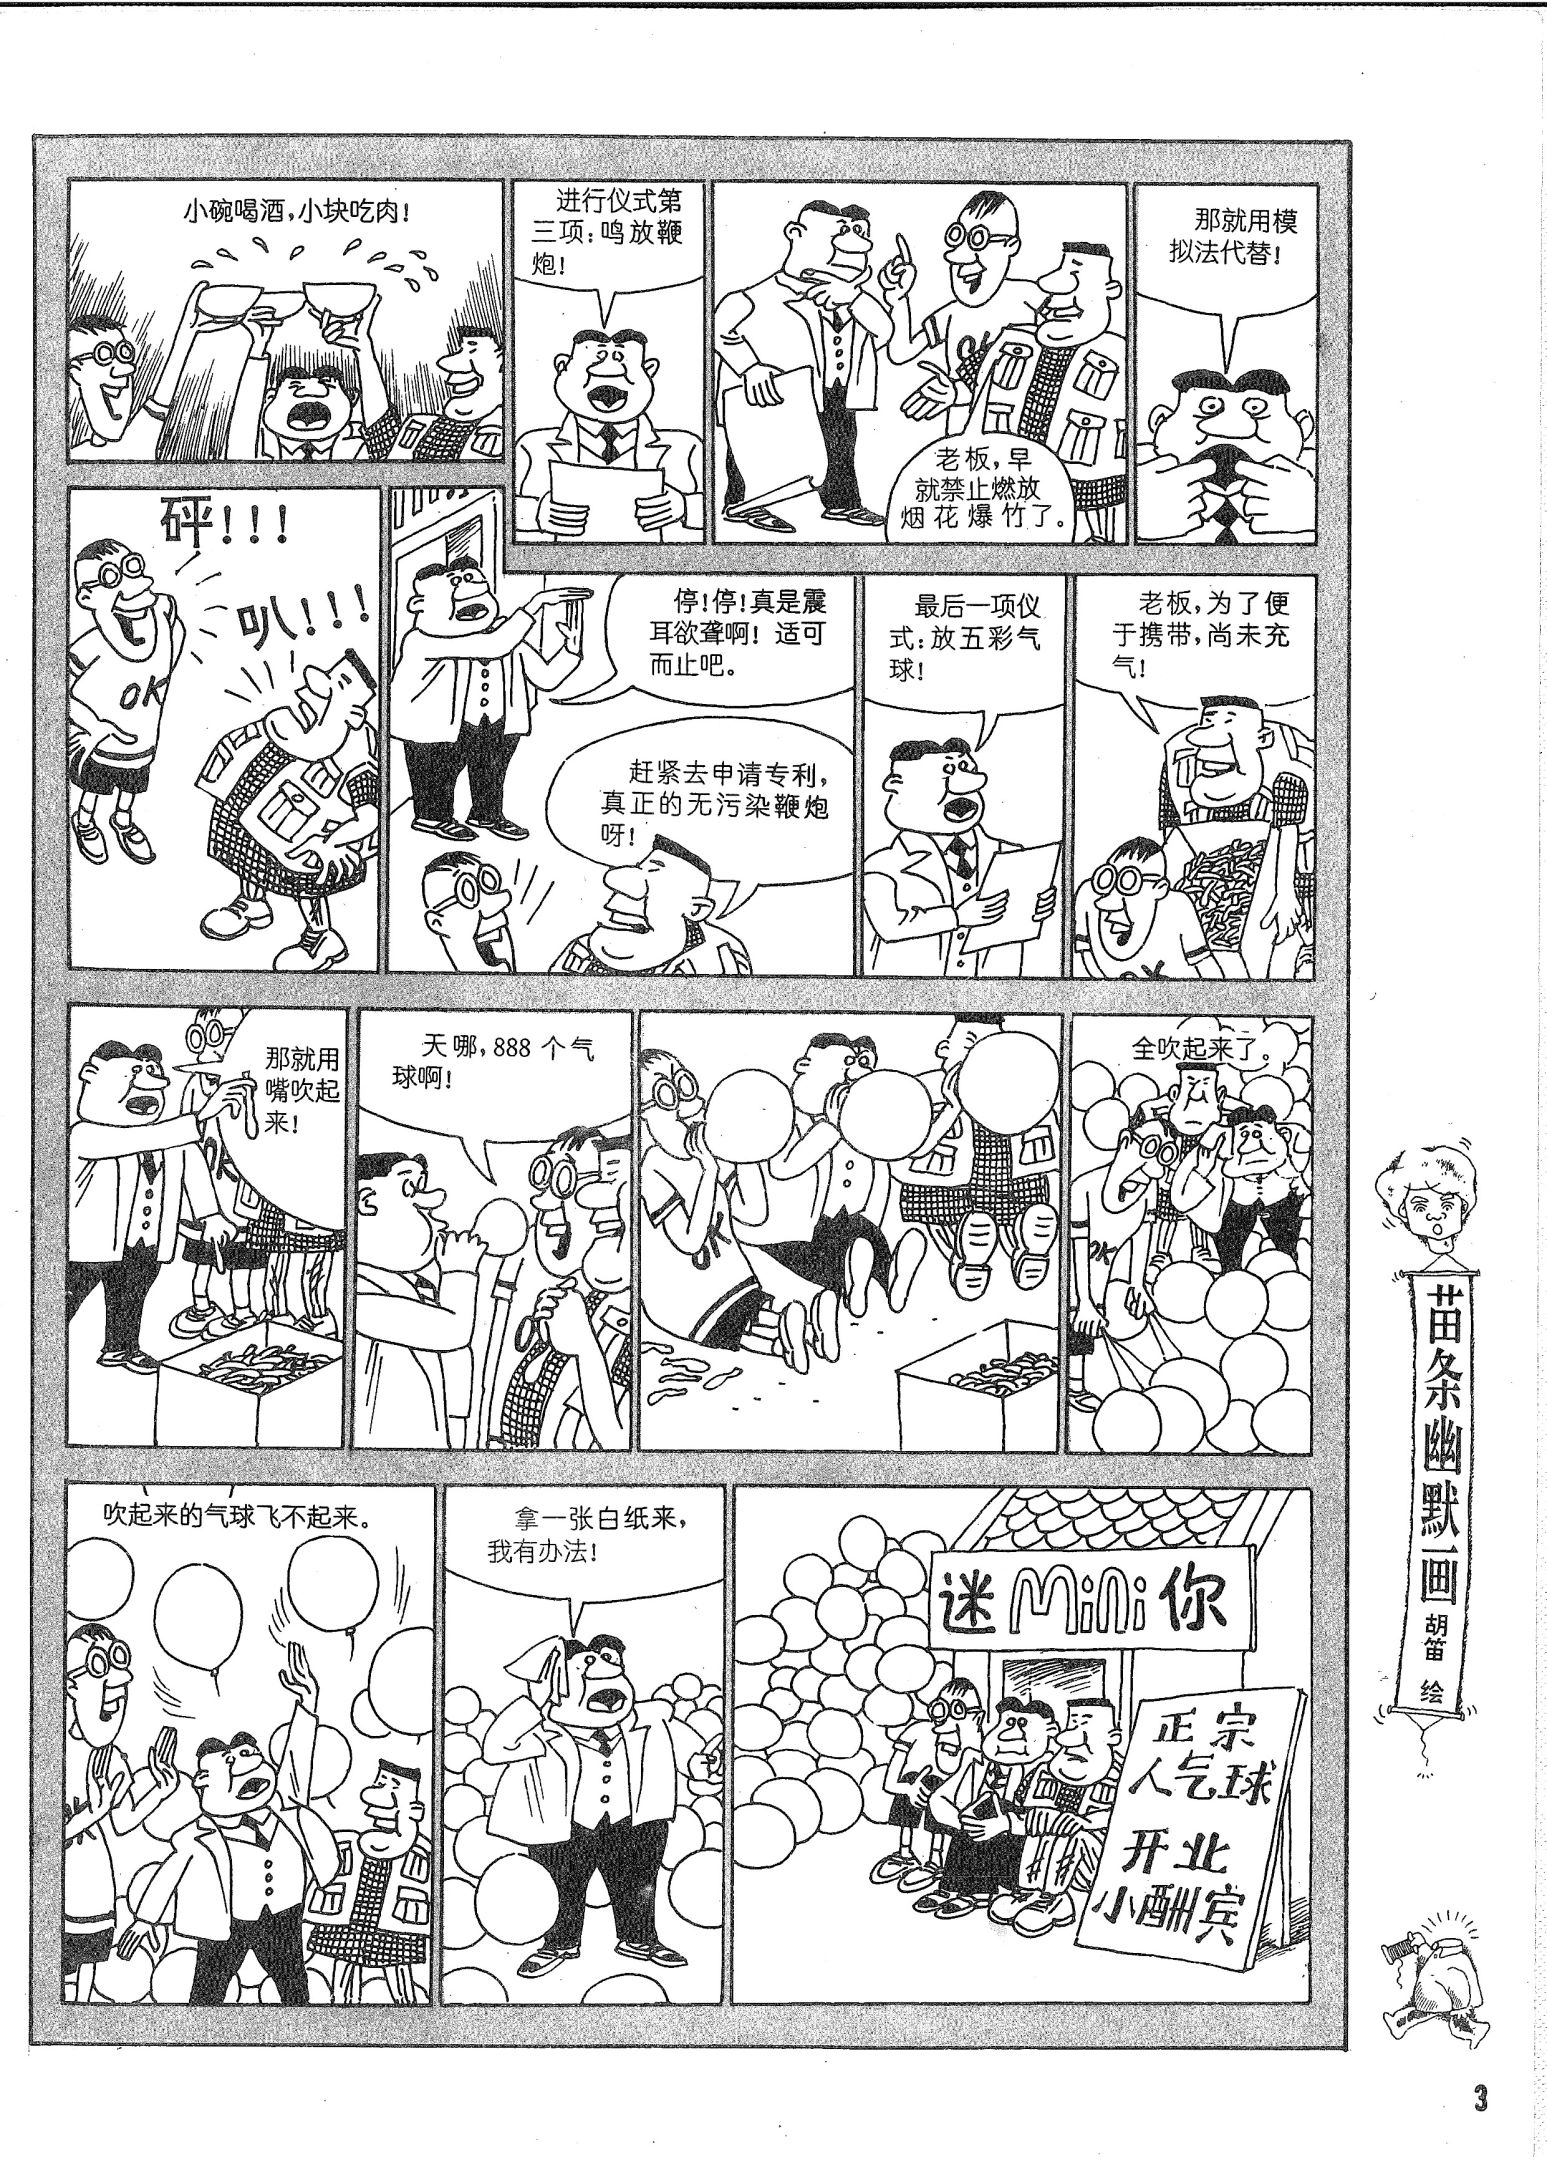 小碗喝酒，小块吃肉！
进行仪式第
三项：鸣放鞭
炮！
老板，早
就禁止燃放
烟花爆竹了。
那就用模
拟法代替！
砰！！！
叭！！！
停！停！真是震
耳欲聋啊！适可
而止吧。
赶紧去申请专利，
真正的无污染鞭炮
呀！
最后一项仪
式：放五彩气
球！
老板，为了便
于携带，尚未充
气！
OK
OK
那就用
嘴吹起
来！
OK
天哪，888个气
球啊！
OK
全吹起来了。
OK
吹起来的气球飞不起来。
拿一张白纸来，
我有办法！
迷Mini你
正宗
人气球
开业
小酬宾
苗条幽默画
胡笛 绘
3